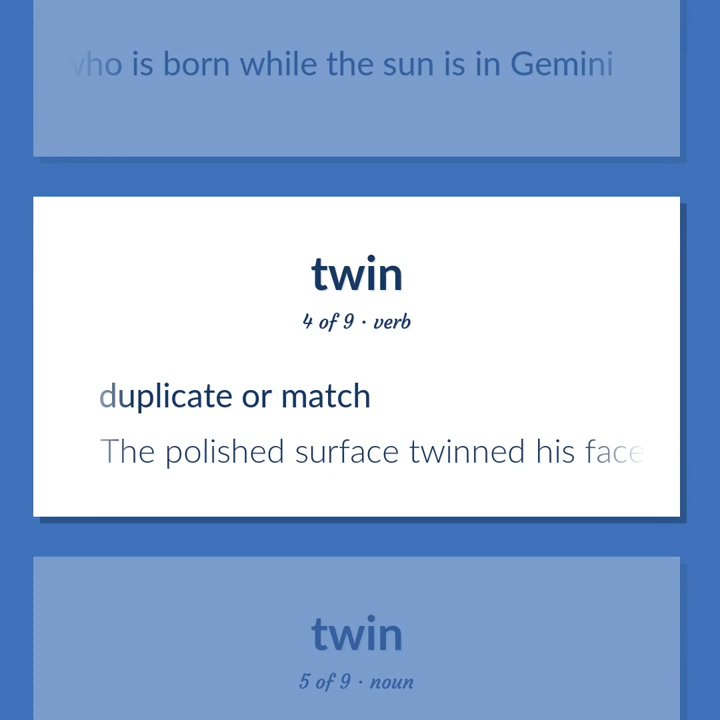 who is born while the sun is in Gemini
twin
4 of 9 · verb
duplicate or match
The polished surface twinned his face
twin
5 of 9 · noun